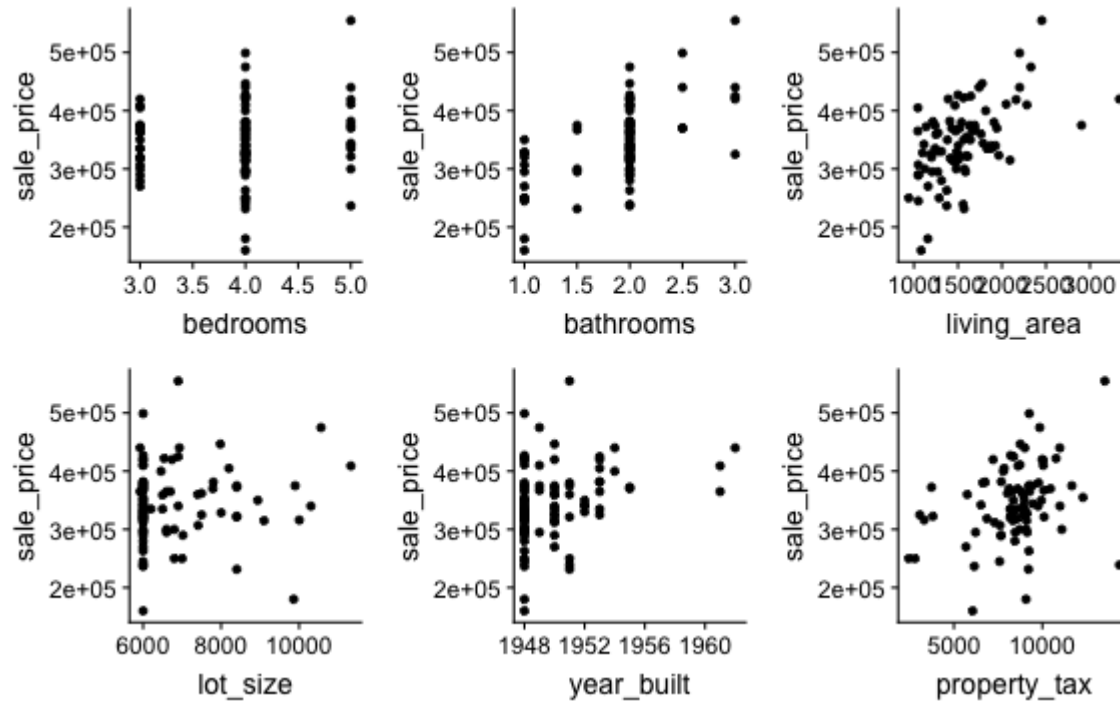 sale_price
5e+05
4e+05
3e+05
2e+05
3.0 3.5 4.0 4.5 5.0
bedrooms
sale_price
5e+05
4e+05
3e+05
2e+05
1.0 1.5 2.0 2.5 3.0
bathrooms
sale_price
5e+05
4e+05
3e+05
2e+05
1000 1500 2000 2500 3000
living_area
sale_price
5e+05
4e+05
3e+05
2e+05
6000 8000 10000
lot_size
sale_price
5e+05
4e+05
3e+05
2e+05
1948 1952 1956 1960
year_built
sale_price
5e+05
4e+05
3e+05
2e+05
5000 10000
property_tax